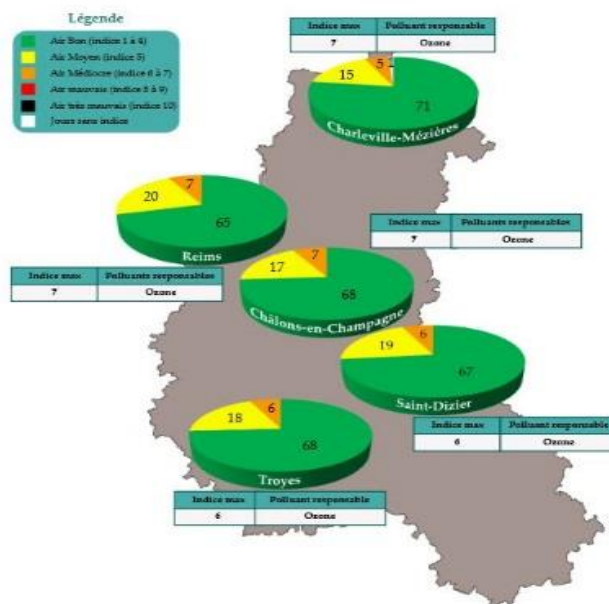 Légende
Air Bon (indice 1 à 4)
Air Moyen (indice 5)
Air Médiocre (indice 6 à 7)
Air mauvais (indice 8 à 9)
Air très mauvais (indice 10)
Jours sans indice
Indice max Polluant responsable
7 Ozone
15 5 1
71
Charleville-Mézières
20 7
65
Reims
Indice max Polluants responsables
7 Ozone
Indice max Polluants responsables
7 Ozone
17 7
68
Châlons-en-Champagne
19 6
67
Saint-Dizier
Indice max Polluant responsable
6 Ozone
18 6
68
Troyes
Indice max Polluant responsable
6 Ozone